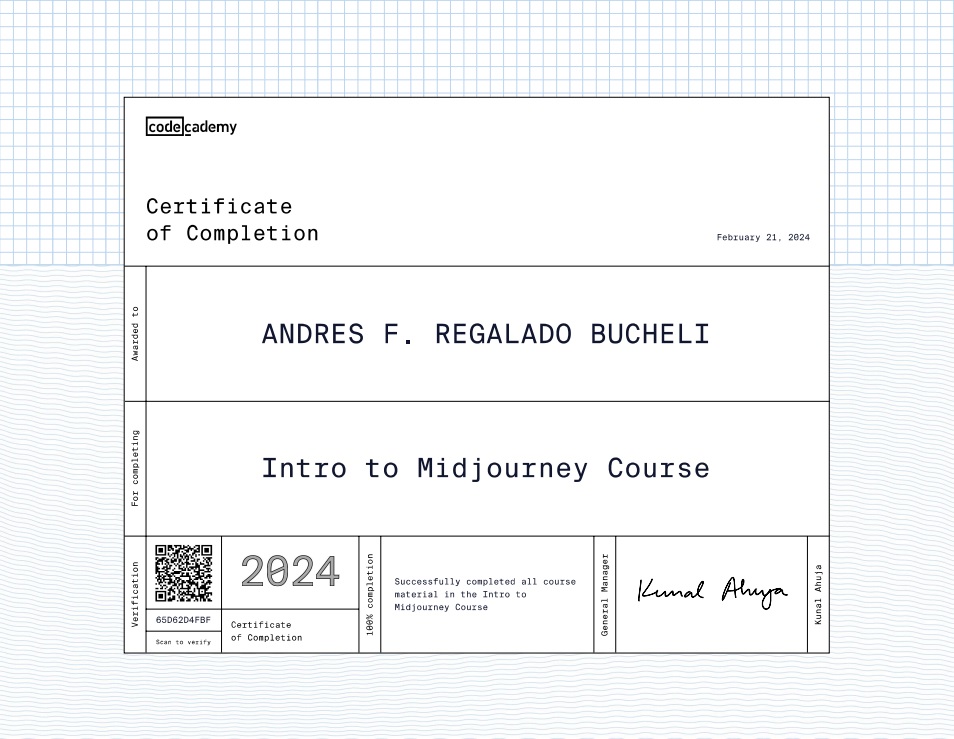 codecademy
Certificate
of Completion
February 21, 2024
Awarded to
ANDRES F. REGALADO BUCHELI
For completing
Intro to Midjourney Course
Verification
65D62D4FBF
Scan to verify
2024
Certificate
of Completion
100% completion
Successfully completed all course
material in the Intro to
Midjourney Course
General Manager
Kunal Ahuja
Kunal Ahuja